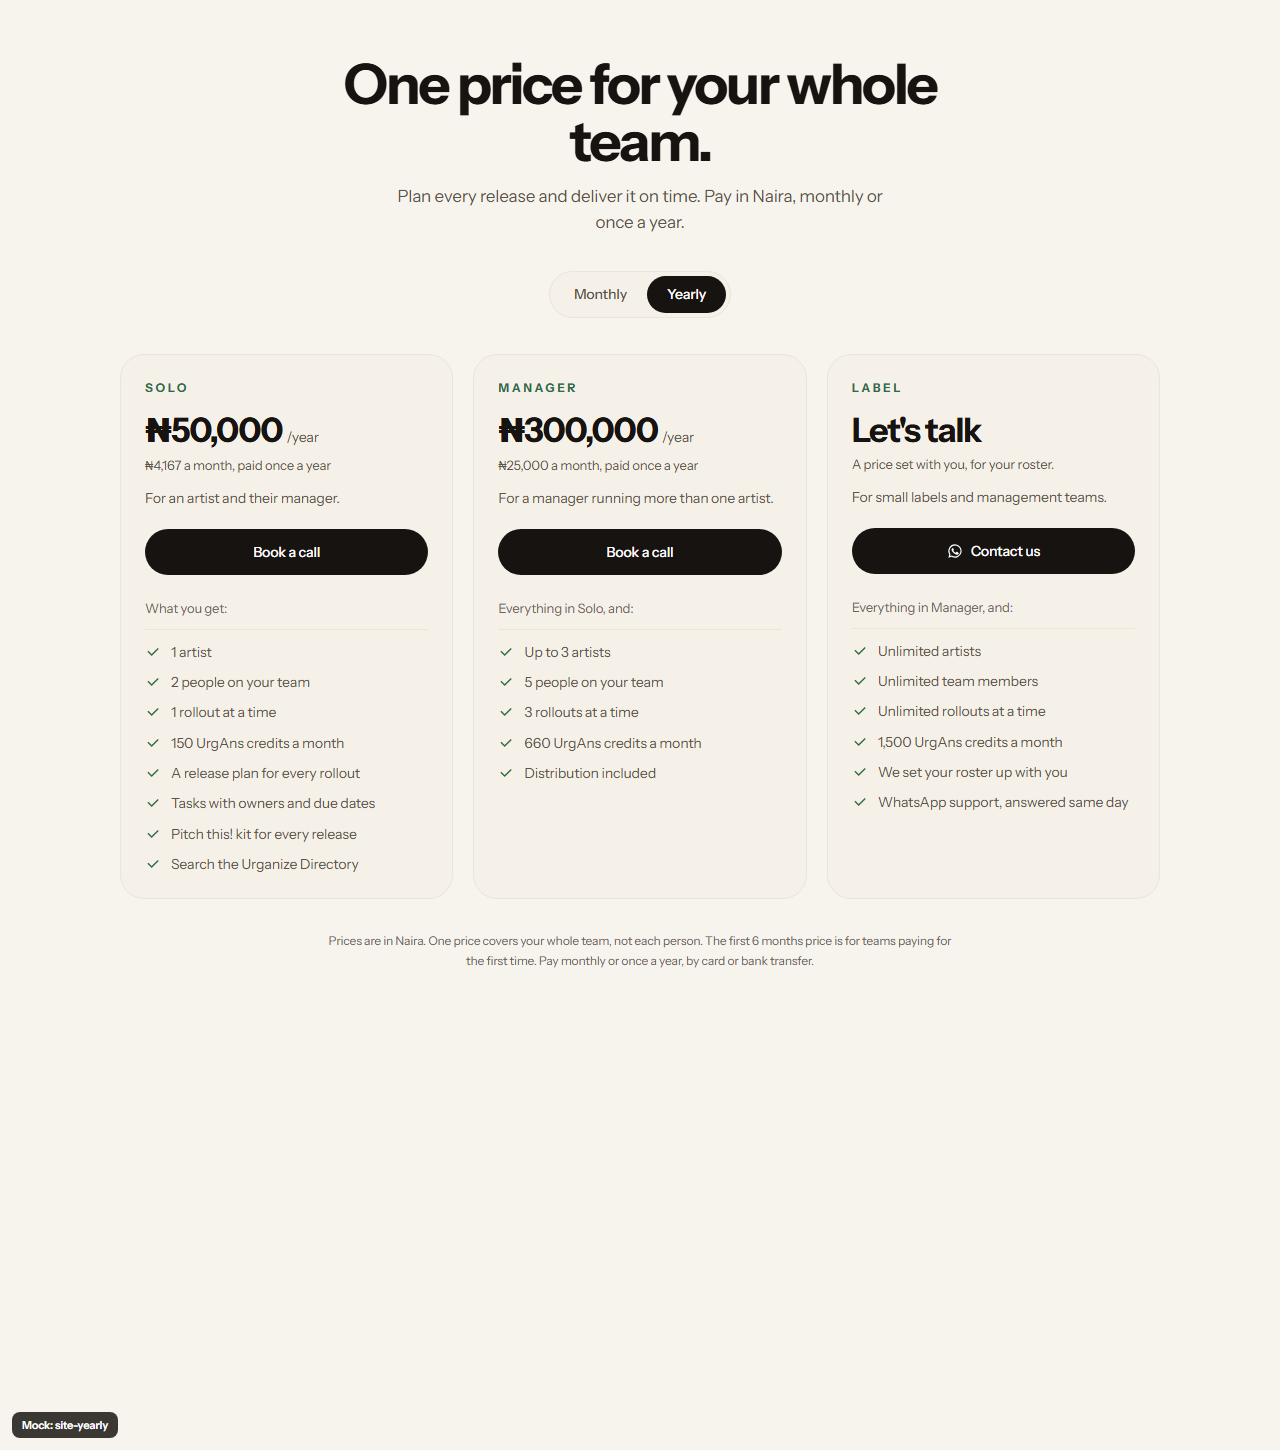 One price for your whole
team.
Plan every release and deliver it on time. Pay in Naira, monthly or
once a year.
Monthly
Yearly
SOLO
₦50,000 /year
₦4,167 a month, paid once a year
For an artist and their manager.
Book a call
What you get:
1 artist
2 people on your team
1 rollout at a time
150 UrgAns credits a month
A release plan for every rollout
Tasks with owners and due dates
Pitch this! kit for every release
Search the Urganize Directory
MANAGER
₦300,000 /year
₦25,000 a month, paid once a year
For a manager running more than one artist.
Book a call
Everything in Solo, and:
Up to 3 artists
5 people on your team
3 rollouts at a time
660 UrgAns credits a month
Distribution included
LABEL
Let's talk
A price set with you, for your roster.
For small labels and management teams.
Contact us
Everything in Manager, and:
Unlimited artists
Unlimited team members
Unlimited rollouts at a time
1,500 UrgAns credits a month
We set your roster up with you
WhatsApp support, answered same day
Prices are in Naira. One price covers your whole team, not each person. The first 6 months price is for teams paying for
the first time. Pay monthly or once a year, by card or bank transfer.
Mock: site-yearly